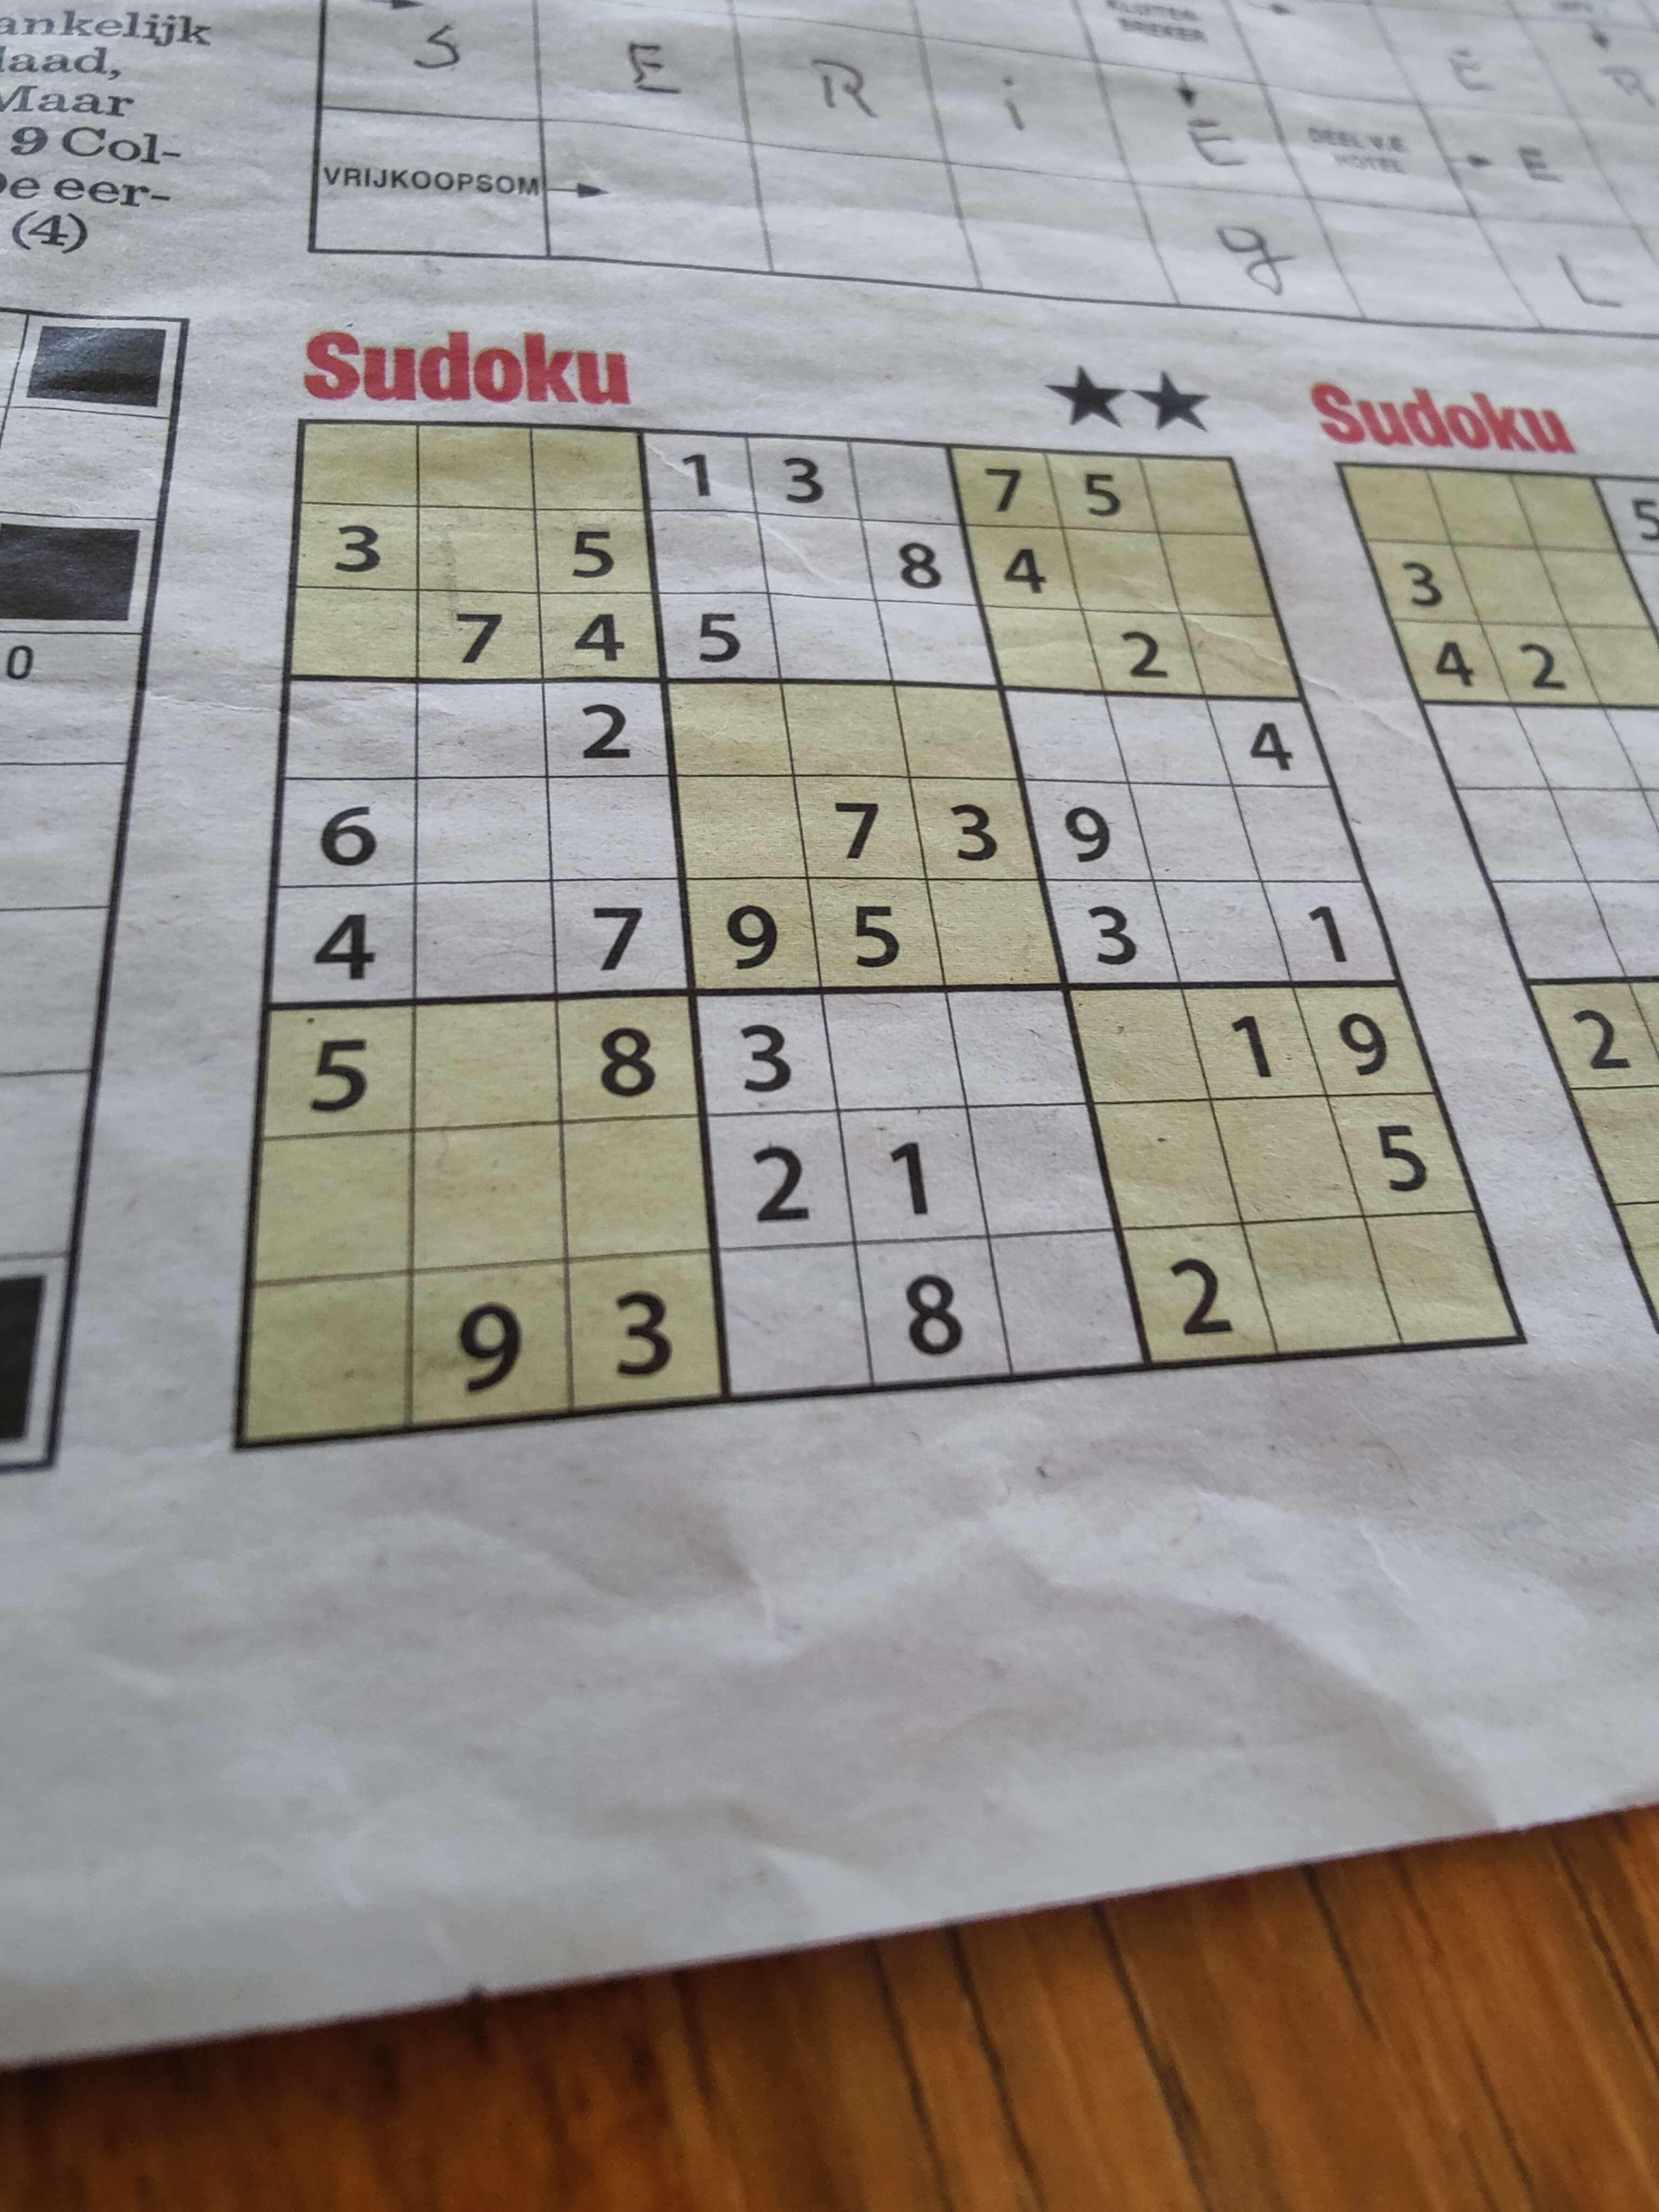 ankelijk
laad,
Maar
9 Col-
De eer-
(4)
S E R i E E R
DEEL V.E. HOTEL E
VRIJKOOPSOM g L
0
Sudoku
1 3 7 5
3 5 8 4
7 4 5 2
2 4
6 7 3 9
4 7 9 5 3 1
5 8 3 1 9
2 1 5
9 3 8 2
Sudoku
5
3
4 2
2